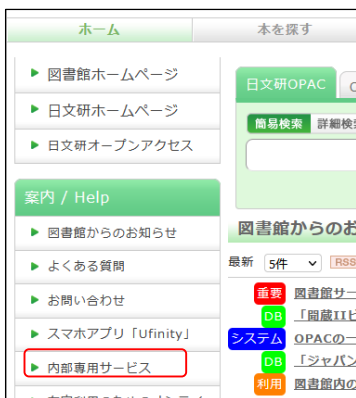 ホーム 本を探す
図書館ホームページ
日文研ホームページ
日文研オープンアクセス
案内 / Help
図書館からのお知らせ
よくある質問
お問い合わせ
スマホアプリ「Ufinity」
内部専用サービス
日文研OPAC
簡易検索 詳細検
図書館からのお
最新 5件 RSS
重要 図書館サー
DB
システム OPACの一
DB 「ジャパン
利用 図書館内の